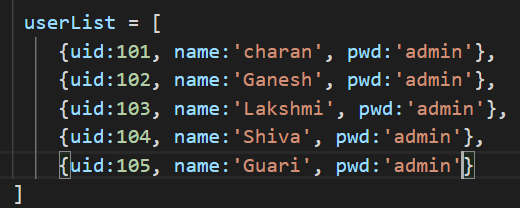 userList = [
{uid:101, name:'charan', pwd:'admin'},
{uid:102, name:'Ganesh', pwd:'admin'},
{uid:103, name:'Lakshmi', pwd:'admin'},
{uid:104, name:'Shiva', pwd:'admin'},
{uid:105, name:'Guari', pwd:'admin'}
]